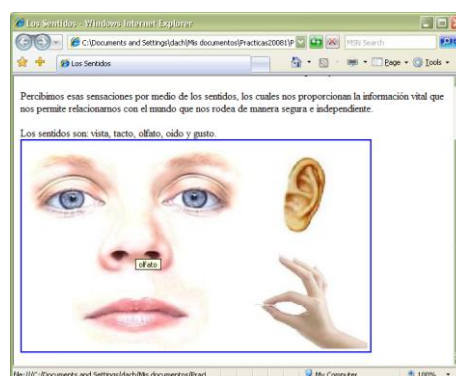 Los Sentidos - Windows Internet Explorer
C:\Documents and Settings\dach\Mis documentos\Practicas20081\P
MSN Search
Los Sentidos
Page
Tools
Percibimos esas sensaciones por medio de los sentidos, los cuales nos proporcionan la información vital que
nos permite relacionarnos con el mundo que nos rodea de manera segura e independiente.
Los sentidos son: vista, tacto, olfato, oido y gusto.
olfato
file:///C:/Documents and Settings/dach/Mis documentos/Pract
My Computer
100%